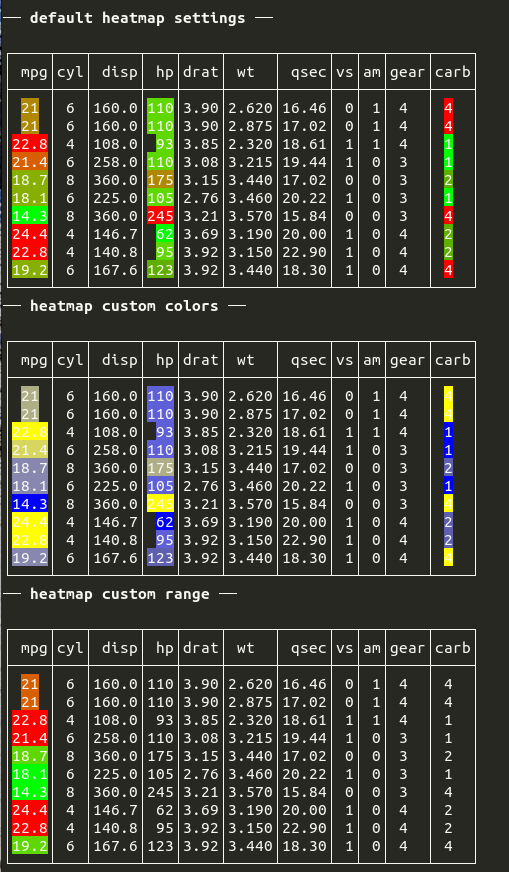 ── default heatmap settings ──
mpg cyl disp hp drat wt qsec vs am gear carb
21 6 160.0 110 3.90 2.620 16.46 0 1 4 4
21 6 160.0 110 3.90 2.875 17.02 0 1 4 4
22.8 4 108.0 93 3.85 2.320 18.61 1 1 4 1
21.4 6 258.0 110 3.08 3.215 19.44 1 0 3 1
18.7 8 360.0 175 3.15 3.440 17.02 0 0 3 2
18.1 6 225.0 105 2.76 3.460 20.22 1 0 3 1
14.3 8 360.0 245 3.21 3.570 15.84 0 0 3 4
24.4 4 146.7 62 3.69 3.190 20.00 1 0 4 2
22.8 4 140.8 95 3.92 3.150 22.90 1 0 4 2
19.2 6 167.6 123 3.92 3.440 18.30 1 0 4 4
── heatmap custom colors ──
mpg cyl disp hp drat wt qsec vs am gear carb
21 6 160.0 110 3.90 2.620 16.46 0 1 4 4
21 6 160.0 110 3.90 2.875 17.02 0 1 4 4
22.8 4 108.0 93 3.85 2.320 18.61 1 1 4 1
21.4 6 258.0 110 3.08 3.215 19.44 1 0 3 1
18.7 8 360.0 175 3.15 3.440 17.02 0 0 3 2
18.1 6 225.0 105 2.76 3.460 20.22 1 0 3 1
14.3 8 360.0 245 3.21 3.570 15.84 0 0 3 4
24.4 4 146.7 62 3.69 3.190 20.00 1 0 4 2
22.8 4 140.8 95 3.92 3.150 22.90 1 0 4 2
19.2 6 167.6 123 3.92 3.440 18.30 1 0 4 4
── heatmap custom range ──
mpg cyl disp hp drat wt qsec vs am gear carb
21 6 160.0 110 3.90 2.620 16.46 0 1 4 4
21 6 160.0 110 3.90 2.875 17.02 0 1 4 4
22.8 4 108.0 93 3.85 2.320 18.61 1 1 4 1
21.4 6 258.0 110 3.08 3.215 19.44 1 0 3 1
18.7 8 360.0 175 3.15 3.440 17.02 0 0 3 2
18.1 6 225.0 105 2.76 3.460 20.22 1 0 3 1
14.3 8 360.0 245 3.21 3.570 15.84 0 0 3 4
24.4 4 146.7 62 3.69 3.190 20.00 1 0 4 2
22.8 4 140.8 95 3.92 3.150 22.90 1 0 4 2
19.2 6 167.6 123 3.92 3.440 18.30 1 0 4 4